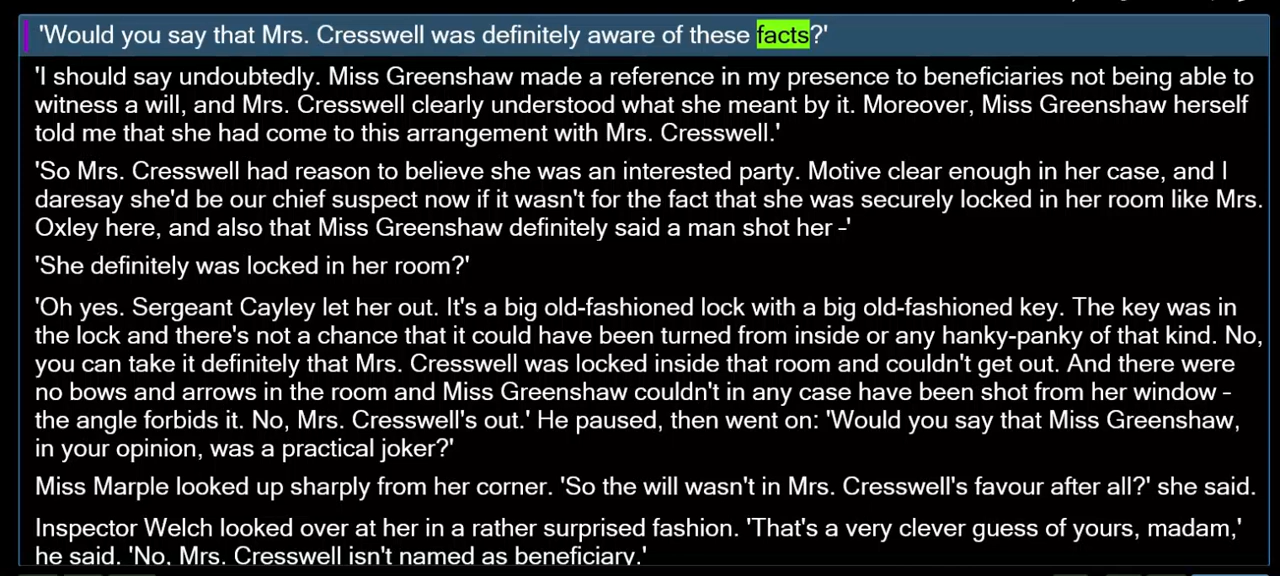 'Would you say that Mrs. Cresswell was definitely aware of these facts?'
'I should say undoubtedly. Miss Greenshaw made a reference in my presence to beneficiaries not being able to
witness a will, and Mrs. Cresswell clearly understood what she meant by it. Moreover, Miss Greenshaw herself
told me that she had come to this arrangement with Mrs. Cresswell.'
'So Mrs. Cresswell had reason to believe she was an interested party. Motive clear enough in her case, and I
daresay she'd be our chief suspect now if it wasn't for the fact that she was securely locked in her room like Mrs.
Oxley here, and also that Miss Greenshaw definitely said a man shot her –'
'She definitely was locked in her room?'
'Oh yes. Sergeant Cayley let her out. It's a big old-fashioned lock with a big old-fashioned key. The key was in
the lock and there's not a chance that it could have been turned from inside or any hanky-panky of that kind. No,
you can take it definitely that Mrs. Cresswell was locked inside that room and couldn't get out. And there were
no bows and arrows in the room and Miss Greenshaw couldn't in any case have been shot from her window –
the angle forbids it. No, Mrs. Cresswell's out.' He paused, then went on: 'Would you say that Miss Greenshaw,
in your opinion, was a practical joker?'
Miss Marple looked up sharply from her corner. 'So the will wasn't in Mrs. Cresswell's favour after all?' she said.
Inspector Welch looked over at her in a rather surprised fashion. 'That's a very clever guess of yours, madam,'
he said. 'No, Mrs. Cresswell isn't named as beneficiary.'